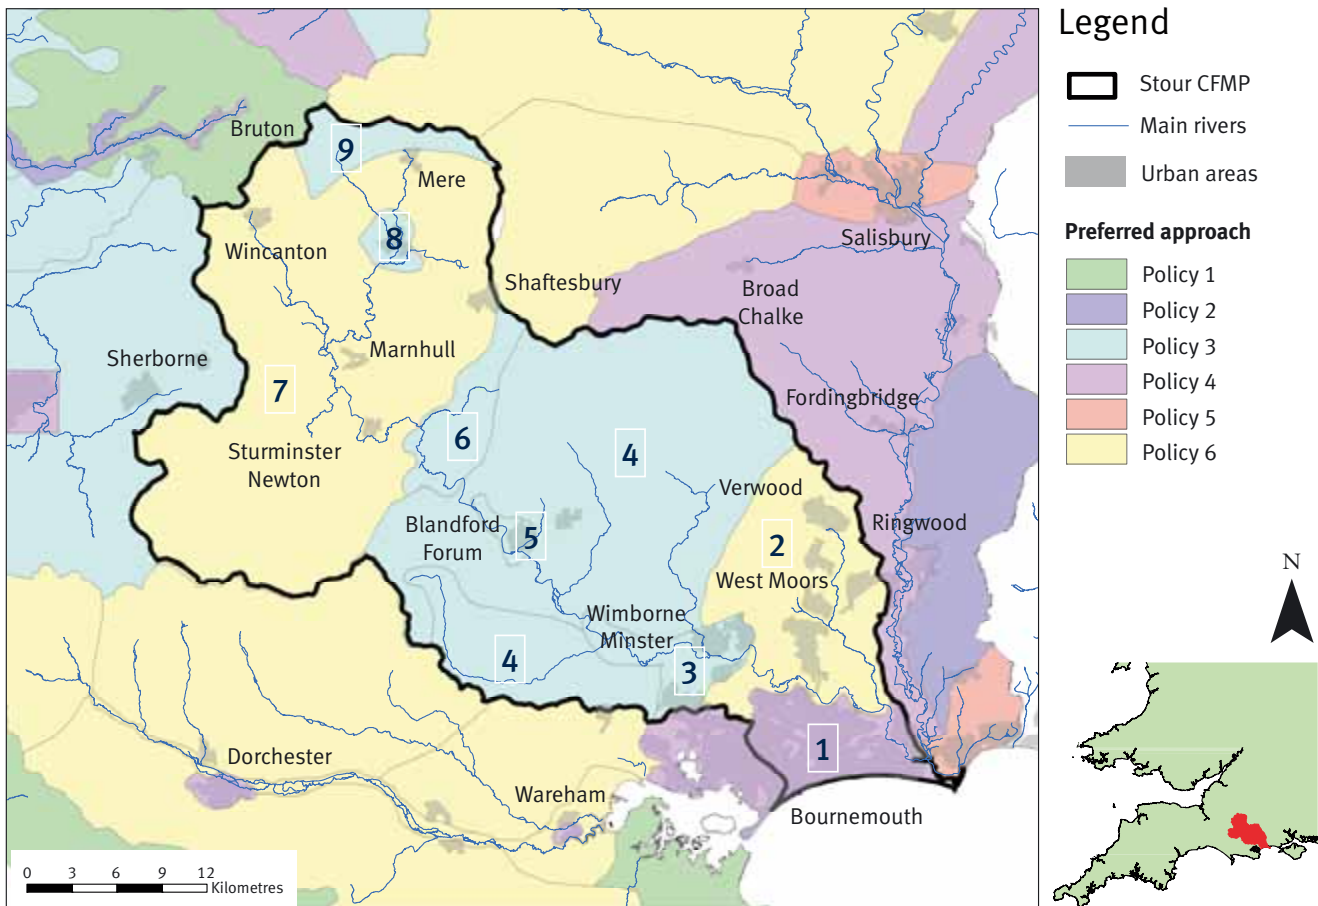 Legend
Stour CFMP
Main rivers
Urban areas
Preferred approach
Policy 1
Policy 2
Policy 3
Policy 4
Policy 5
Policy 6
N
Bruton
9
Mere
8
Wincanton
Salisbury
Shaftesbury
Broad
Chalke
Marnhull
Sherborne
7
Fordingbridge
6
4
Sturminster
Newton
Verwood
Blandford
Forum
5
Ringwood
2
West Moors
Wimborne
Minster
4
3
1
Dorchester
Wareham
Bournemouth
0 3 6 9 12
Kilometres